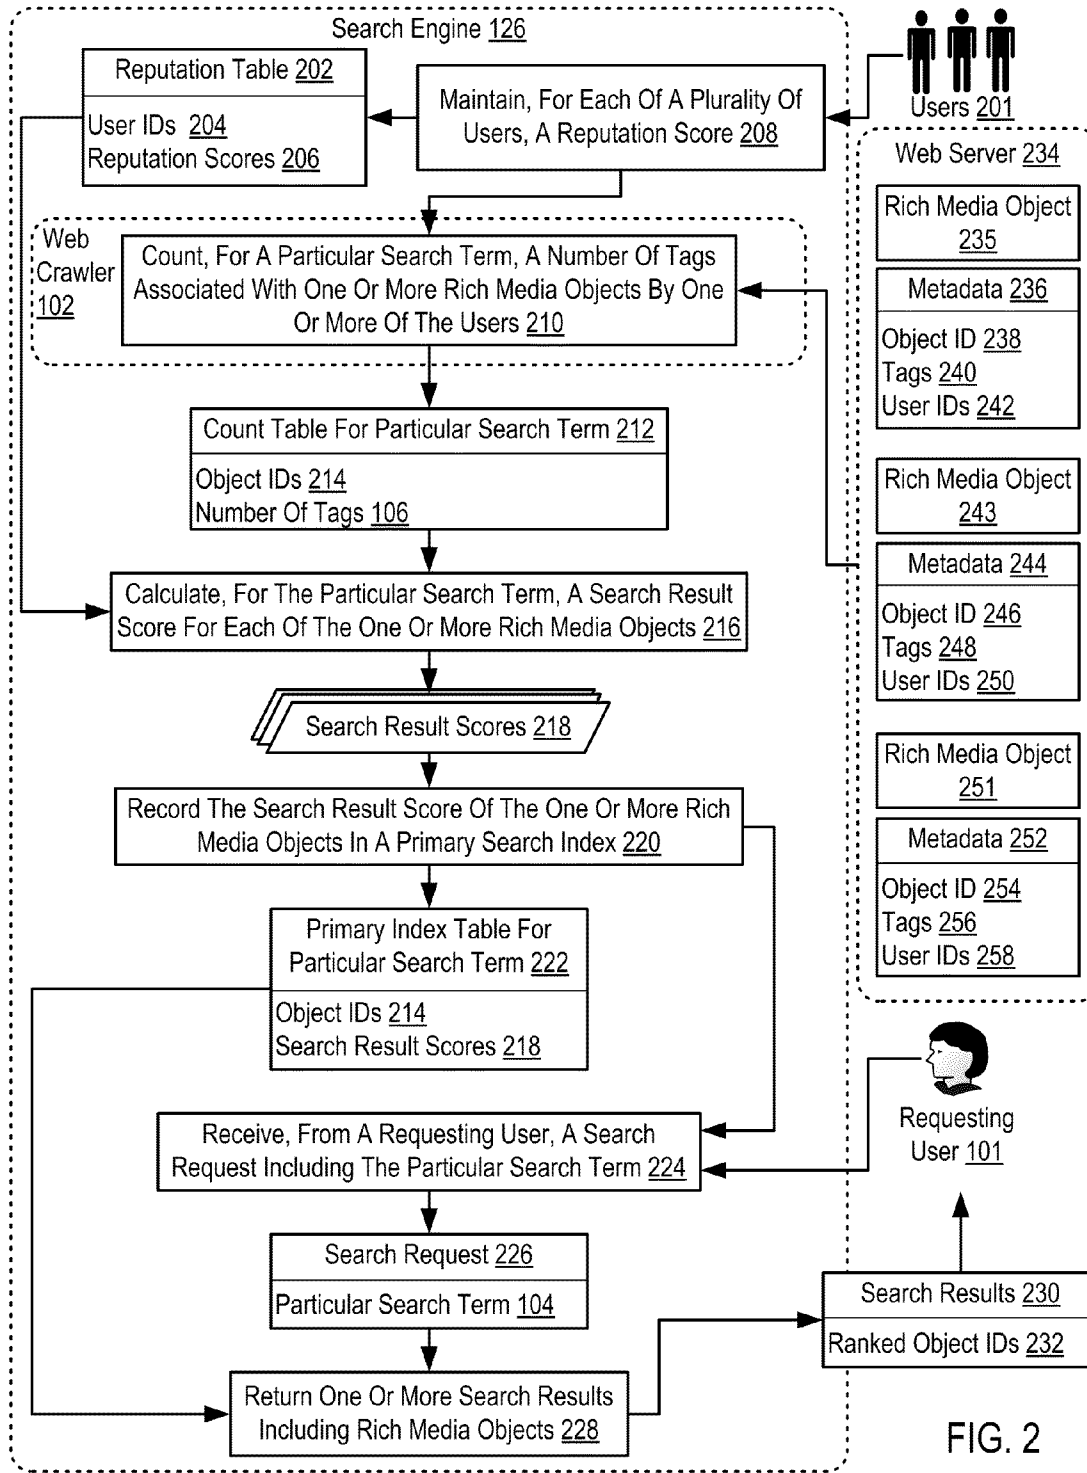 Search Engine 126
Reputation Table 202
User IDs 204
Reputation Scores 206
Maintain, For Each Of A Plurality Of
Users, A Reputation Score 208
Users 201
Web
Crawler
102
Count, For A Particular Search Term, A Number Of Tags
Associated With One Or More Rich Media Objects By One
Or More Of The Users 210
Count Table For Particular Search Term 212
Object IDs 214
Number Of Tags 106
Calculate, For The Particular Search Term, A Search Result
Score For Each Of The One Or More Rich Media Objects 216
Search Result Scores 218
Record The Search Result Score Of The One Or More Rich
Media Objects In A Primary Search Index 220
Primary Index Table For
Particular Search Term 222
Object IDs 214
Search Result Scores 218
Receive, From A Requesting User, A Search
Request Including The Particular Search Term 224
Search Request 226
Particular Search Term 104
Return One Or More Search Results
Including Rich Media Objects 228
Web Server 234
Rich Media Object
235
Metadata 236
Object ID 238
Tags 240
User IDs 242
Rich Media Object
243
Metadata 244
Object ID 246
Tags 248
User IDs 250
Rich Media Object
251
Metadata 252
Object ID 254
Tags 256
User IDs 258
Requesting
User 101
Search Results 230
Ranked Object IDs 232
FIG. 2